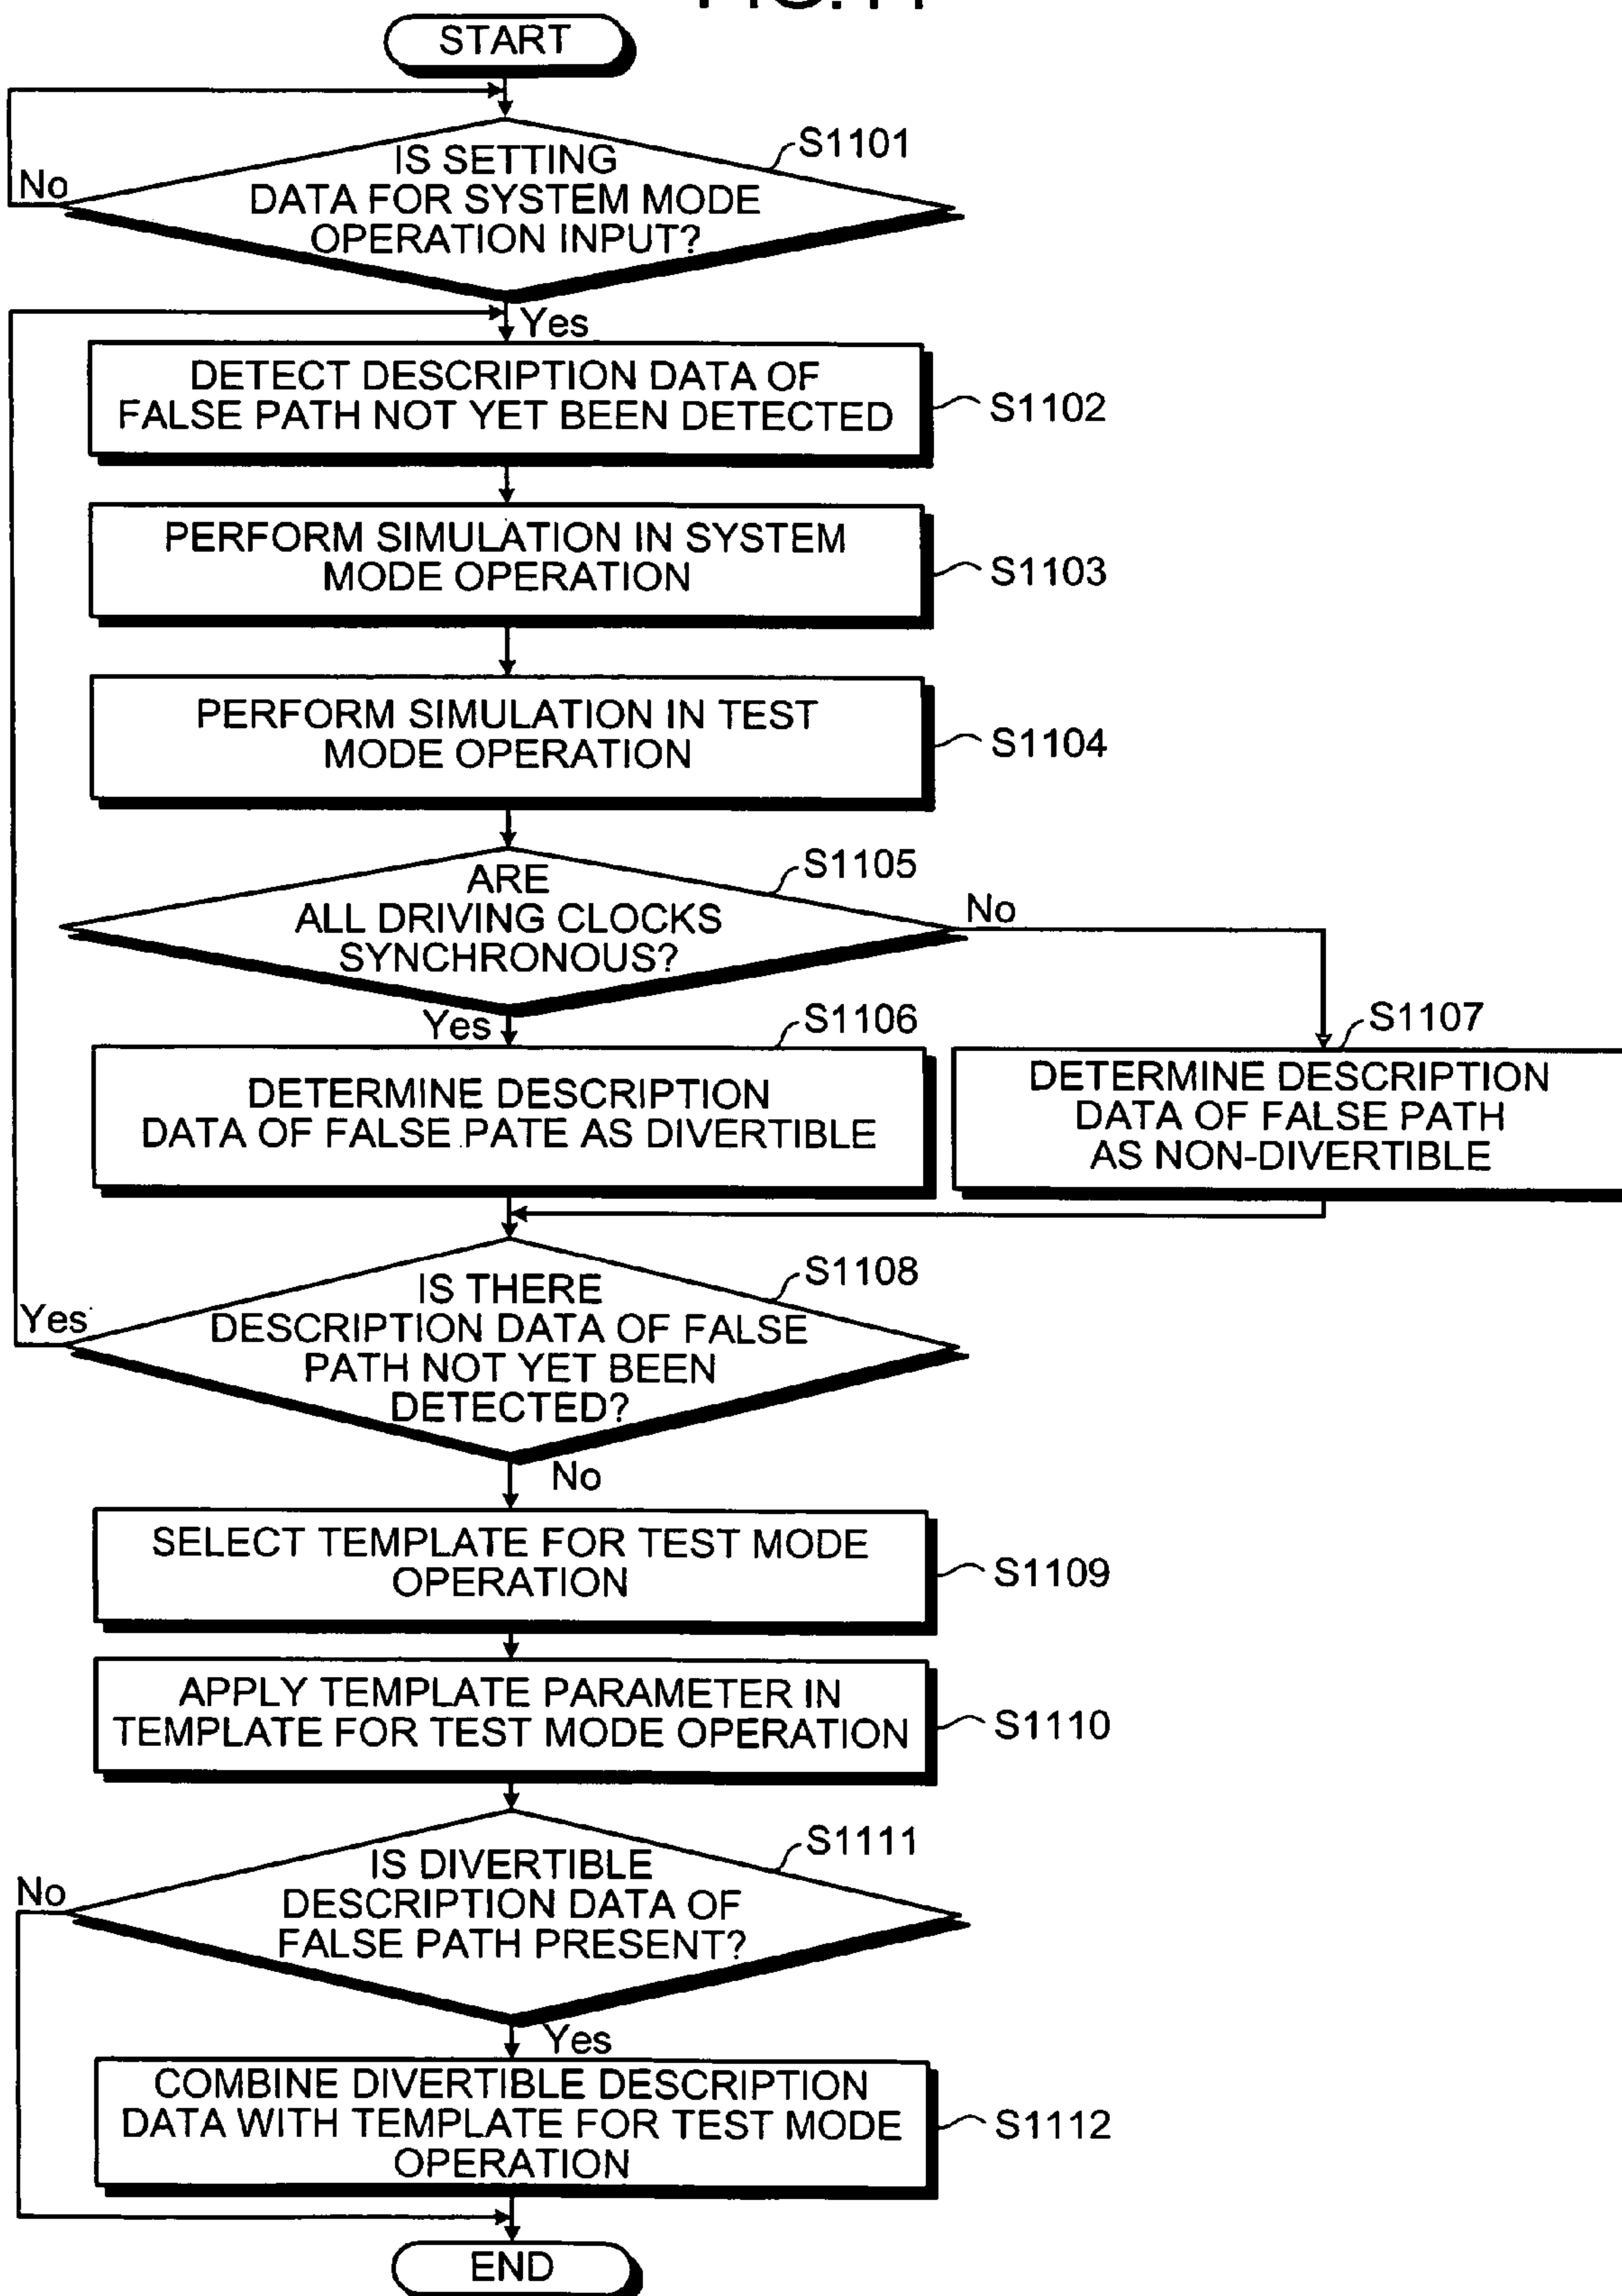 START
S1101
IS SETTING
DATA FOR SYSTEM MODE
OPERATION INPUT?
No
Yes
DETECT DESCRIPTION DATA OF
FALSE PATH NOT YET BEEN DETECTED
S1102
PERFORM SIMULATION IN SYSTEM
MODE OPERATION
S1103
PERFORM SIMULATION IN TEST
MODE OPERATION
S1104
S1105
ARE
ALL DRIVING CLOCKS
SYNCHRONOUS?
No
Yes
S1106
DETERMINE DESCRIPTION
DATA OF FALSE PATE AS DIVERTIBLE
S1107
DETERMINE DESCRIPTION
DATA OF FALSE PATH
AS NON-DIVERTIBLE
S1108
IS THERE
DESCRIPTION DATA OF FALSE
PATH NOT YET BEEN
DETECTED?
Yes
No
SELECT TEMPLATE FOR TEST MODE
OPERATION
S1109
APPLY TEMPLATE PARAMETER IN
TEMPLATE FOR TEST MODE OPERATION
S1110
S1111
IS DIVERTIBLE
DESCRIPTION DATA OF
FALSE PATH PRESENT?
No
Yes
COMBINE DIVERTIBLE DESCRIPTION
DATA WITH TEMPLATE FOR TEST MODE
OPERATION
S1112
END